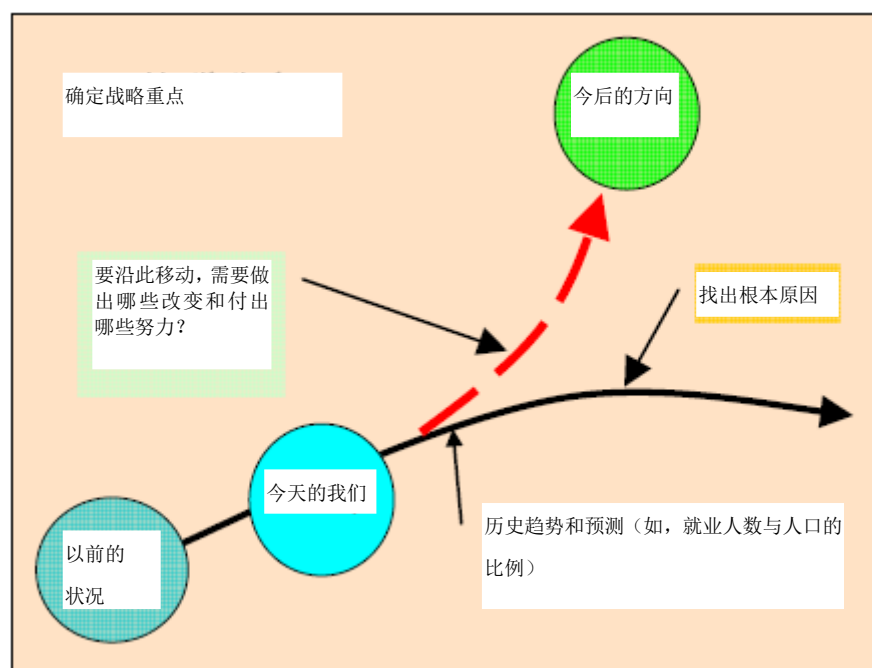 确定战略重点
今后的方向
要沿此移动，需要做
出哪些改变和付出
哪些努力？
找出根本原因
今天的我们
历史趋势和预测（如，就业人数与人口的
比例）
以前的
状况